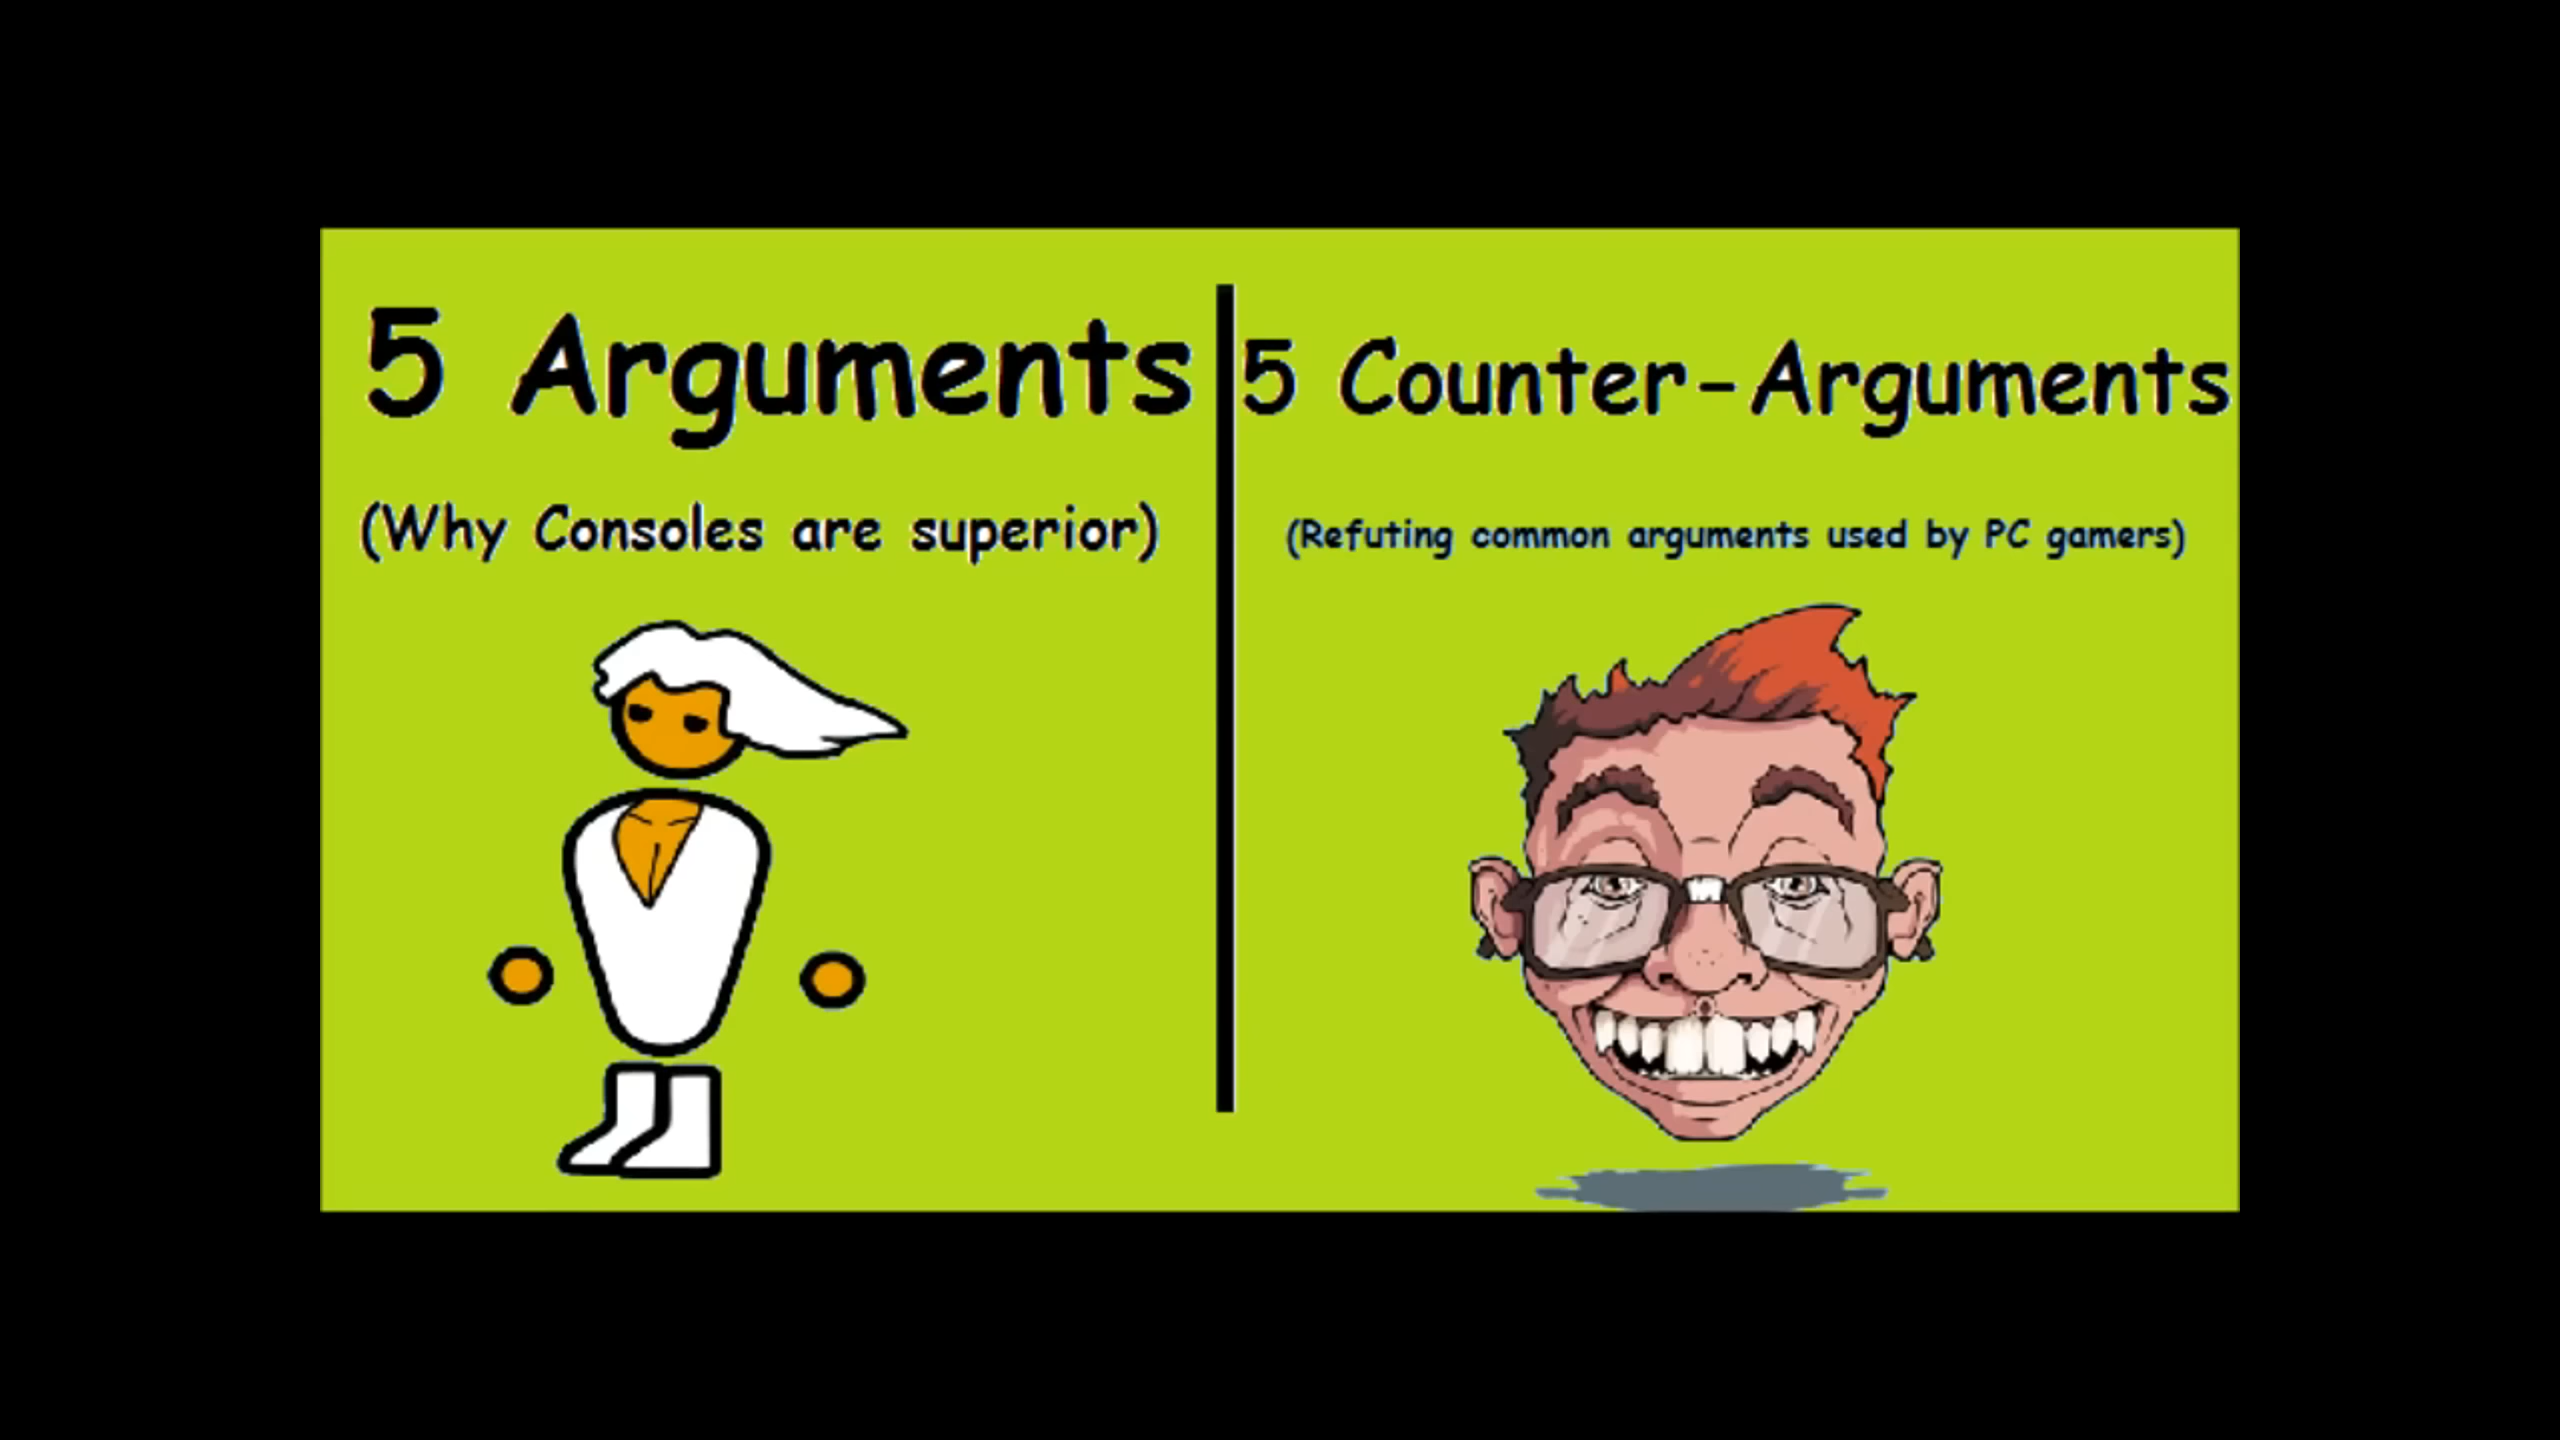 5 Arguments
(Why Consoles are superior)
5 Counter-Arguments
(Refuting common arguments used by PC gamers)